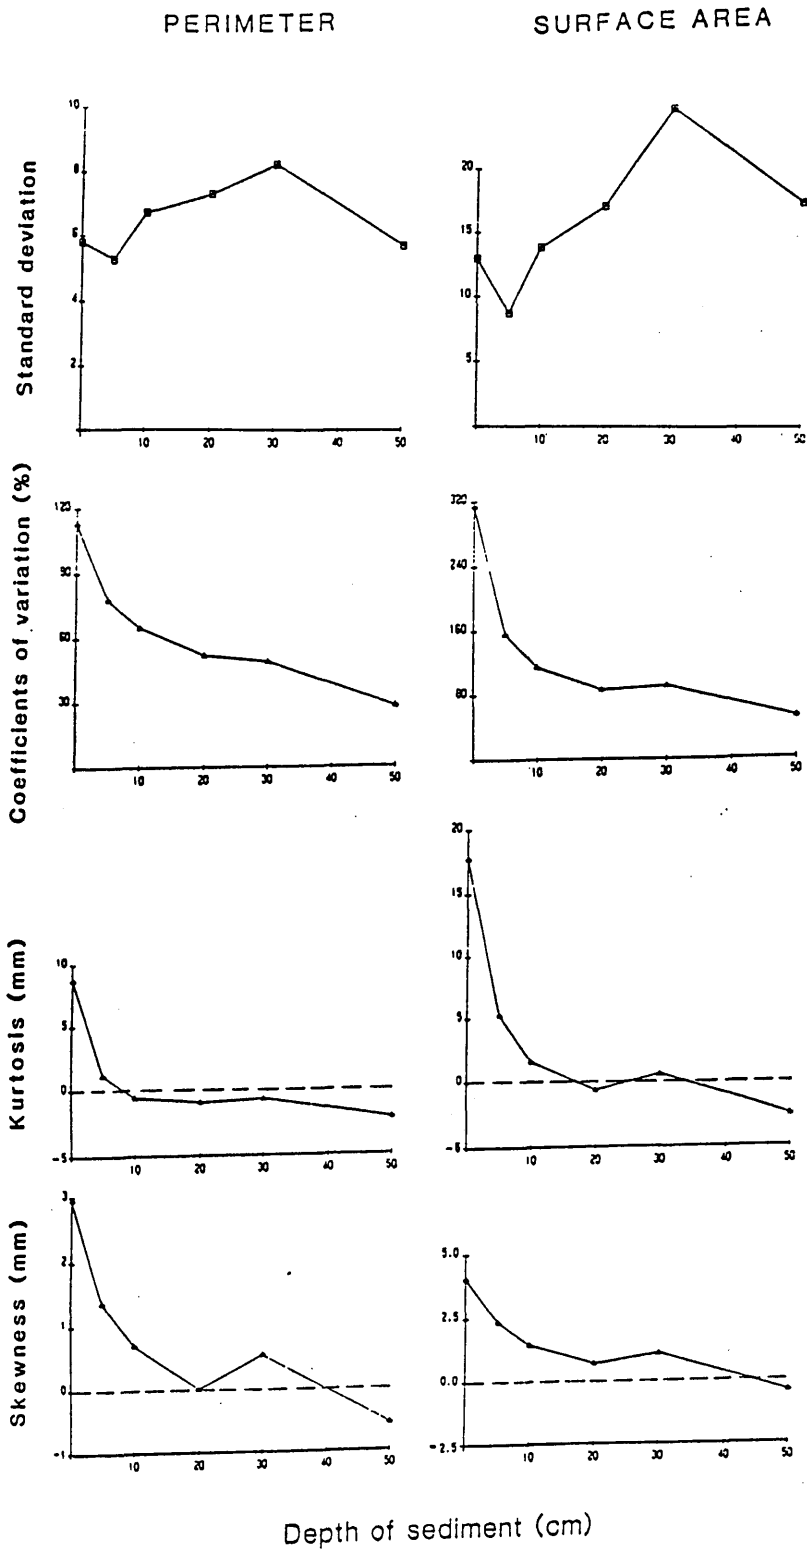 PERIMETER
SURFACE AREA
Standard deviation
10
8
6
4
2
10 20 30 40 50
20
15
10
5
10 20 30 40 50
Coefficients of variation (%)
120
90
60
30
10 20 30 40 50
320
240
160
80
10 20 30 40 50
Kurtosis (mm)
10
5
0
-5
10 20 30 40 50
20
15
10
5
0
-5
10 20 30 40 50
Skewness (mm)
3
2
1
0
-1
10 20 30 40 50
5.0
2.5
0.0
-2.5
10 20 30 40 50
Depth of sediment (cm)